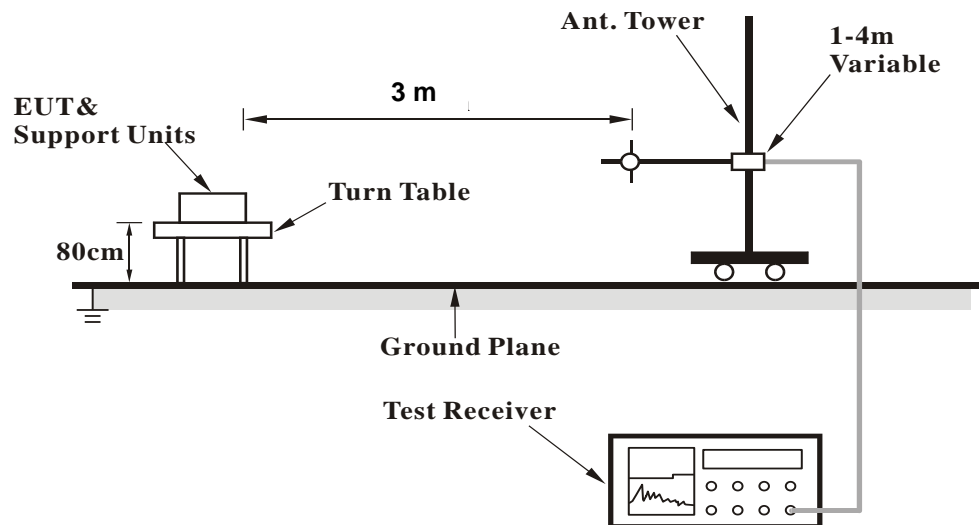 Ant. Tower
1-4m
Variable
3 m
EUT&
Support Units
Turn Table
80cm
Ground Plane
Test Receiver